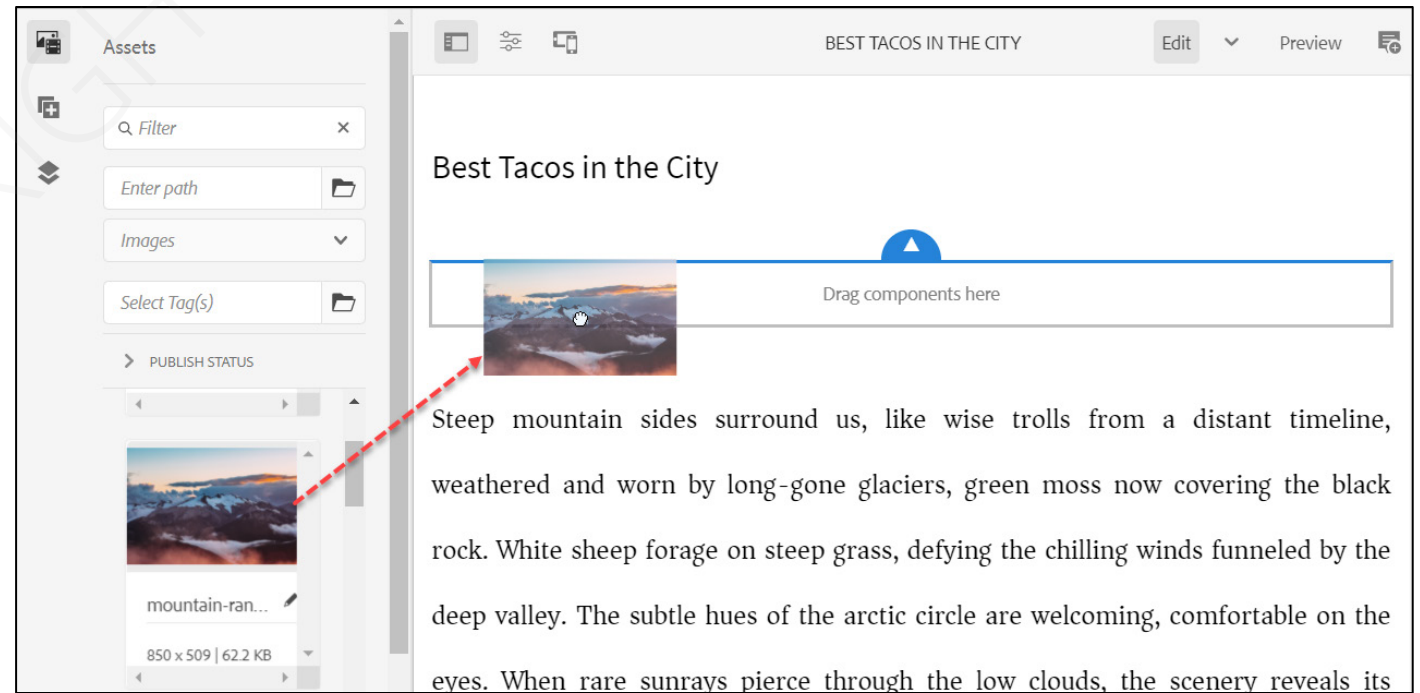 Assets
BEST TACOS IN THE CITY
Edit
Preview
Filter
Enter path
Images
Select Tag(s)
PUBLISH STATUS
mountain-ran...
850 x 509 | 62.2 KB
Best Tacos in the City
Drag components here
Steep mountain sides surround us, like wise trolls from a distant timeline,
weathered and worn by long-gone glaciers, green moss now covering the black
rock. White sheep forage on steep grass, defying the chilling winds funneled by the
deep valley. The subtle hues of the arctic circle are welcoming, comfortable on the
eyes. When rare sunrays pierce through the low clouds, the scenery reveals its